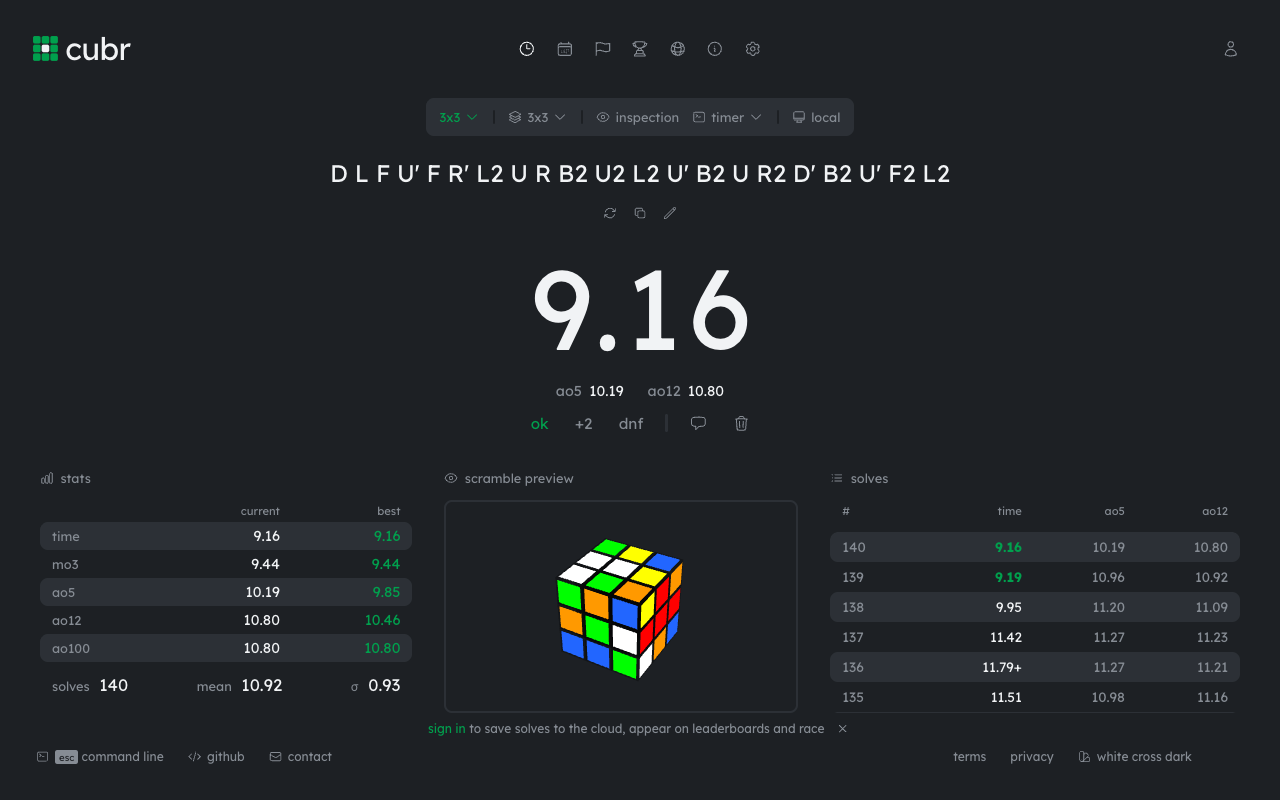 cubr
3x3 3x3 inspection timer local
D L F U' F R' L2 U R B2 U2 L2 U' B2 U R2 D' B2 U' F2 L2
9.16
ao5 10.19 ao12 10.80
ok +2 dnf
stats
current best
time 9.16 9.16
mo3 9.44 9.44
ao5 10.19 9.85
ao12 10.80 10.46
ao100 10.80 10.80
solves 140 mean 10.92 σ 0.93
scramble preview
solves
# time ao5 ao12
140 9.16 10.19 10.80
139 9.19 10.96 10.92
138 9.95 11.20 11.09
137 11.42 11.27 11.23
136 11.79+ 11.27 11.21
135 11.51 10.98 11.16
sign in to save solves to the cloud, appear on leaderboards and race
esc command line github contact terms privacy white cross dark